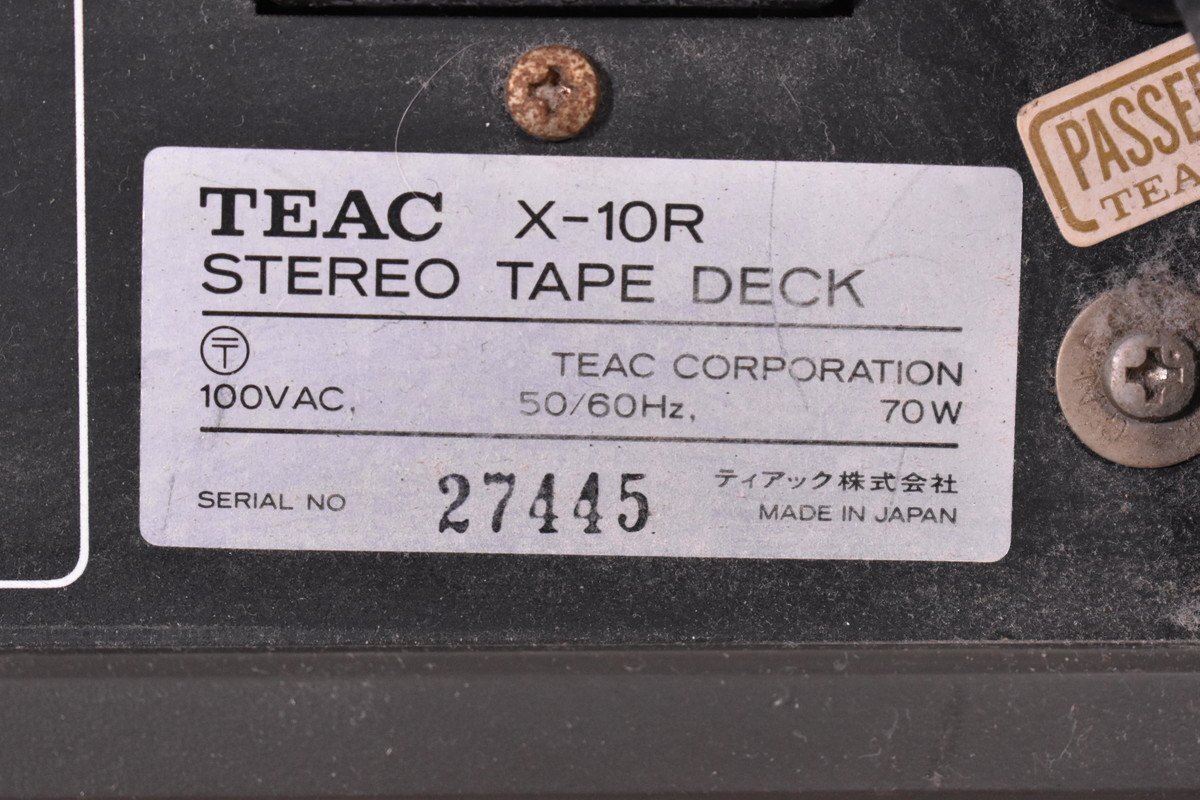 TEAC X-10R
STEREO TAPE DECK
〒
TEAC CORPORATION
100VAC, 50/60Hz, 70W
SERIAL NO 27445
ティアック株式会社
MADE IN JAPAN
PASSE
TEA